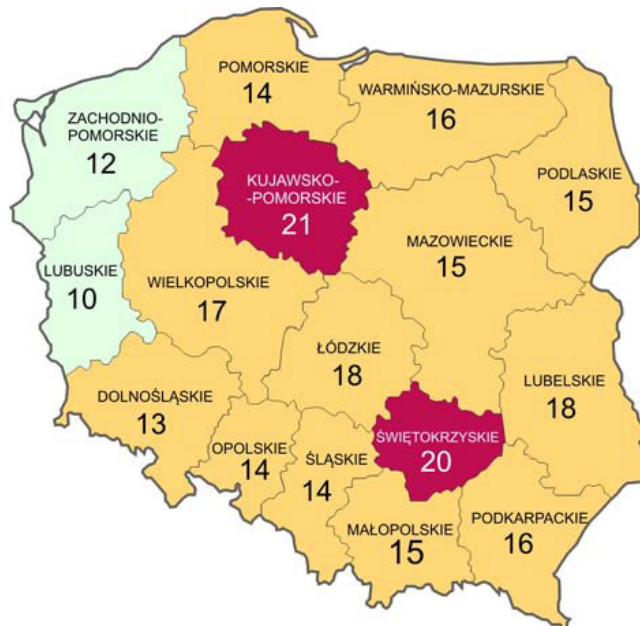 POMORSKIE
14
WARMIŃSKO-MAZURSKIE
16
ZACHODNIO-
POMORSKIE
12
KUJAWSKO-
-POMORSKIE
21
PODLASKIE
15
MAZOWIECKIE
15
LUBUSKIE
10
WIELKOPOLSKIE
17
ŁÓDZKIE
18
LUBELSKIE
18
DOLNOŚLĄSKIE
13
OPOLSKIE
14
ŚLĄSKIE
14
ŚWIĘTOKRZYSKIE
20
MAŁOPOLSKIE
15
PODKARPACKIE
16